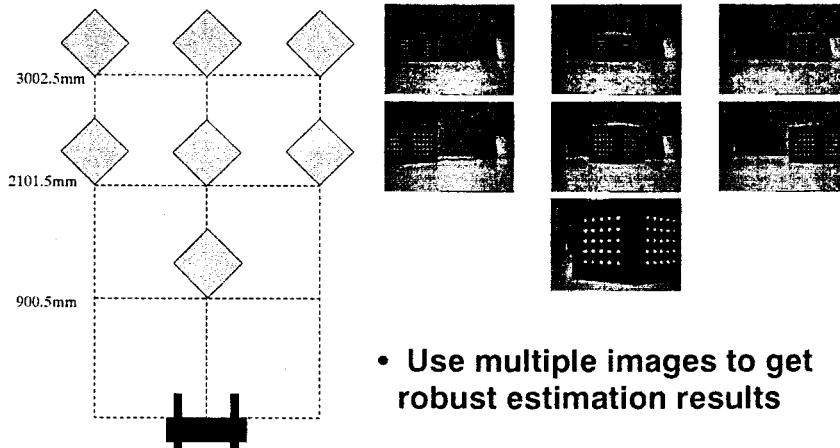 3002.5mm
2101.5mm
900.5mm
• Use multiple images to get
robust estimation results